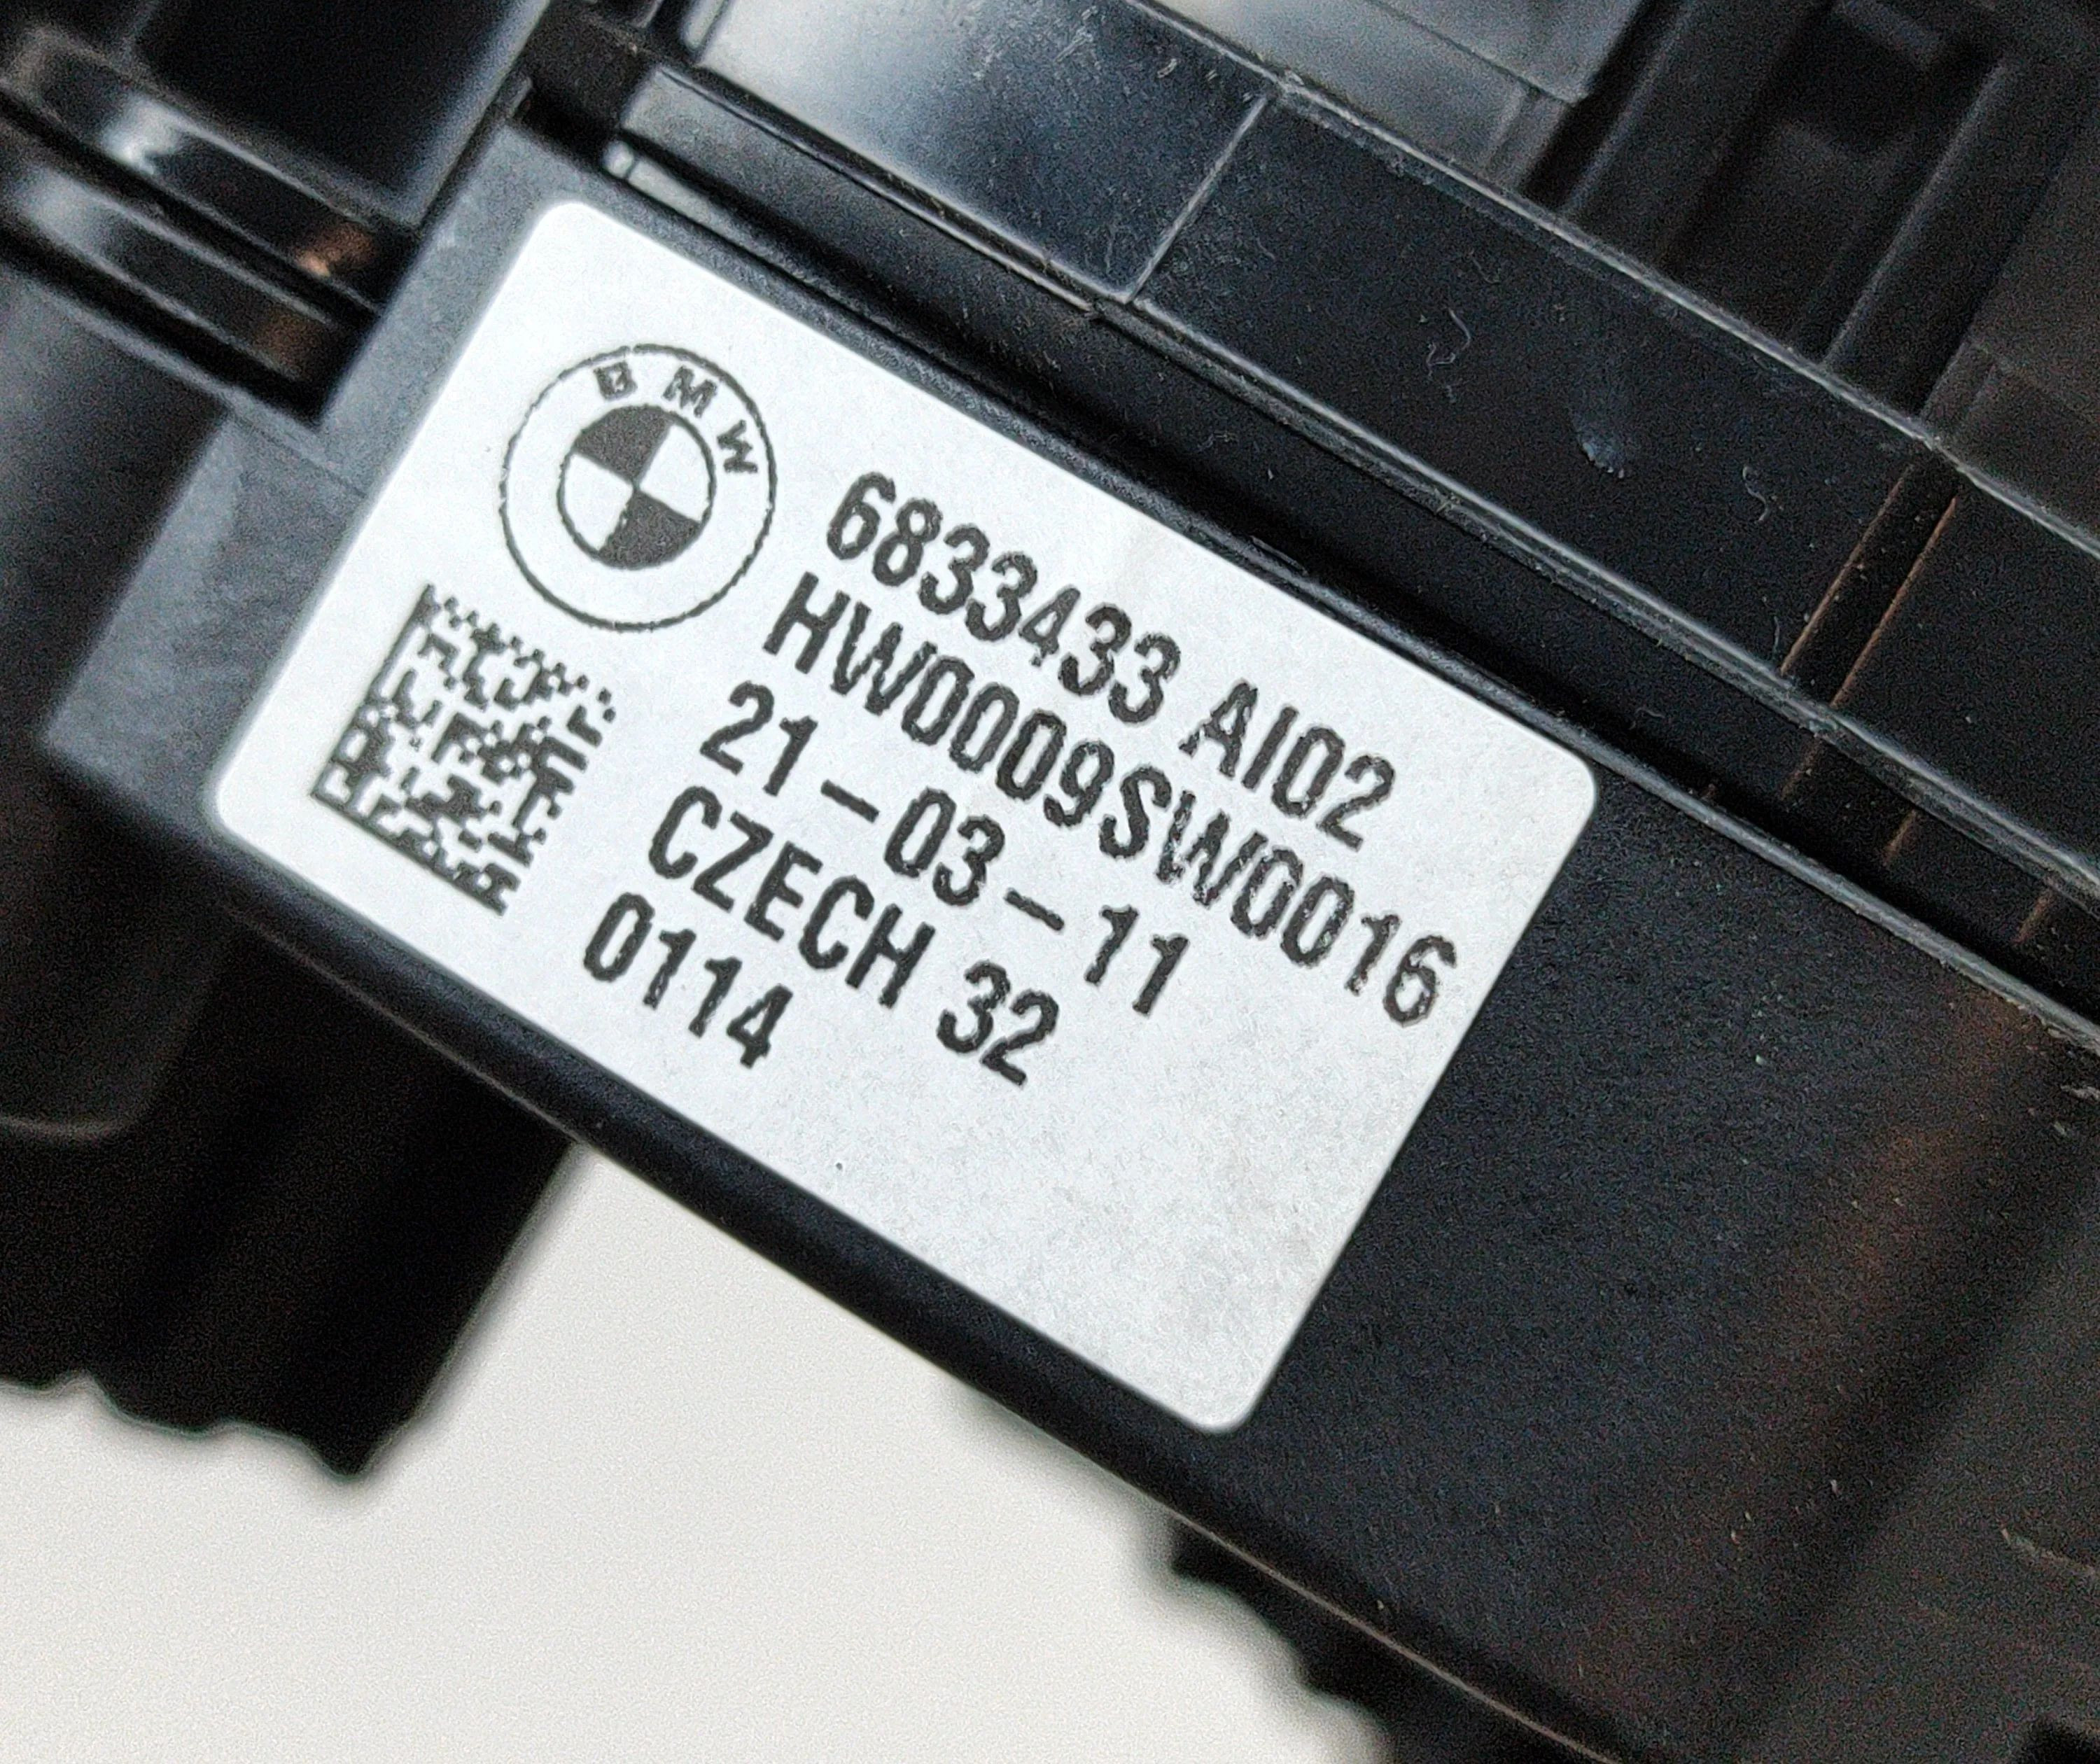 BMW
6833433 AI02
HW0009SW0016
21-03-11
CZECH 32
0114